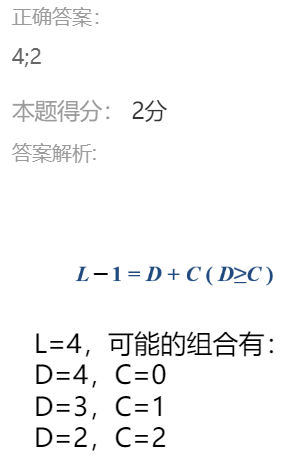 正确答案：
4;2
本题得分： 2分
答案解析:
L－1 = D + C ( D≥C )
L=4，可能的组合有：
D=4，C=0
D=3，C=1
D=2，C=2